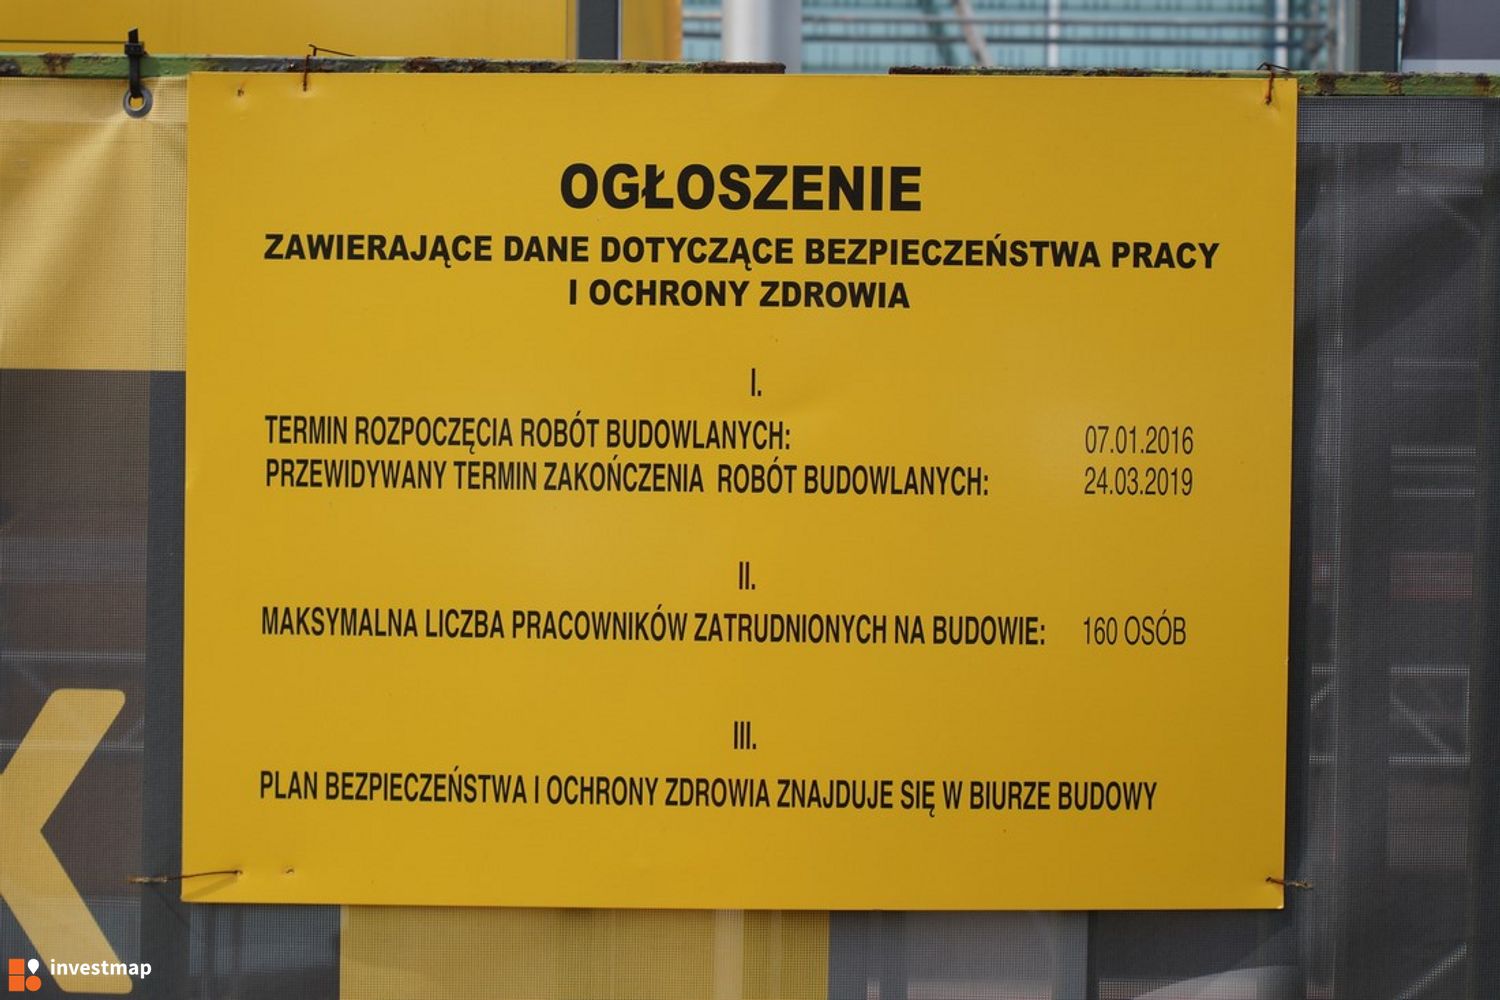 OGŁOSZENIE
ZAWIERAJĄCE DANE DOTYCZĄCE BEZPIECZEŃSTWA PRACY
I OCHRONY ZDROWIA
I.
TERMIN ROZPOCZĘCIA ROBÓT BUDOWLANYCH: 07.01.2016
PRZEWIDYWANY TERMIN ZAKOŃCZENIA ROBÓT BUDOWLANYCH: 24.03.2019
II.
MAKSYMALNA LICZBA PRACOWNIKÓW ZATRUDNIONYCH NA BUDOWIE: 160 OSÓB
III.
PLAN BEZPIECZEŃSTWA I OCHRONY ZDROWIA ZNAJDUJE SIĘ W BIURZE BUDOWY
investmap